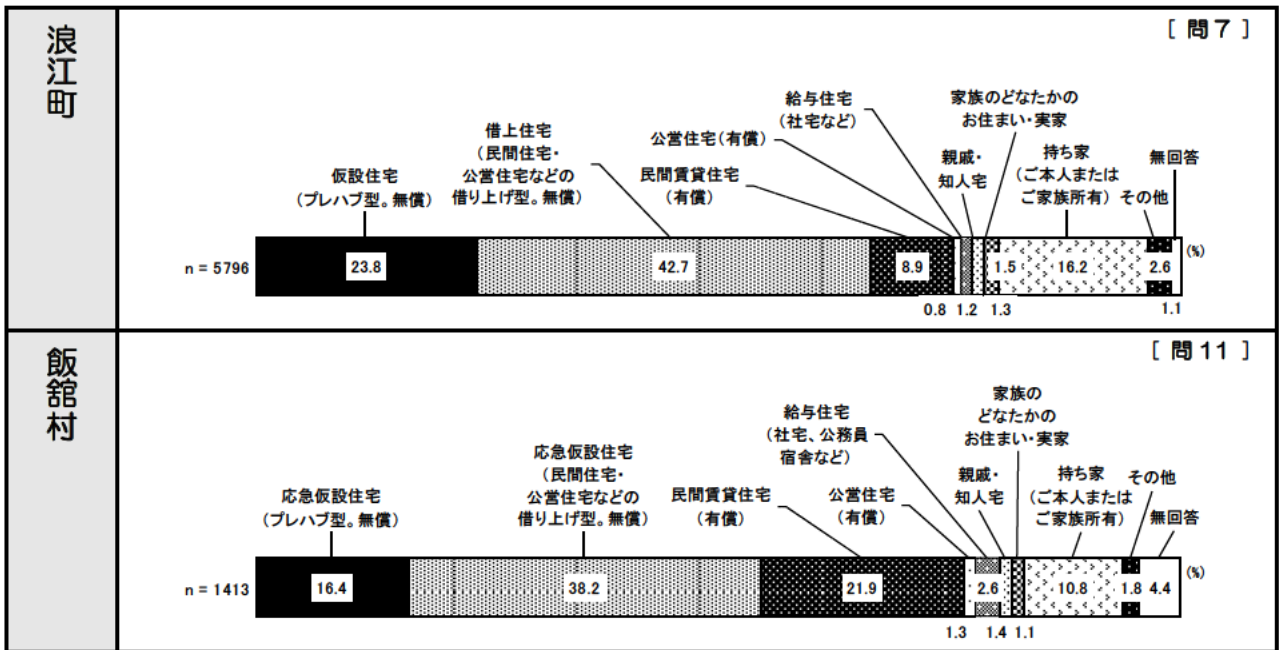 浪江町
[ 問7 ]
仮設住宅
(プレハブ型。無償)
借上住宅
(民間住宅・
公営住宅などの
借り上げ型。無償)
民間賃貸住宅
(有償)
公営住宅(有償)
給与住宅
(社宅など)
親戚・
知人宅
家族のどなたかの
お住まい・実家
持ち家
(ご本人または
ご家族所有)
その他
無回答
n = 5796
23.8
42.7
8.9
1.5
16.2
2.6
(%)
0.8
1.2
1.3
1.1
飯舘村
[ 問11 ]
応急仮設住宅
(プレハブ型。無償)
応急仮設住宅
(民間住宅・
公営住宅などの
借り上げ型。無償)
民間賃貸住宅
(有償)
公営住宅
(有償)
給与住宅
(社宅、公務員
宿舎など)
親戚・
知人宅
家族の
どなたかの
お住まい・実家
持ち家
(ご本人または
ご家族所有)
その他
無回答
n = 1413
16.4
38.2
21.9
2.6
10.8
1.8
4.4
(%)
1.3
1.4
1.1